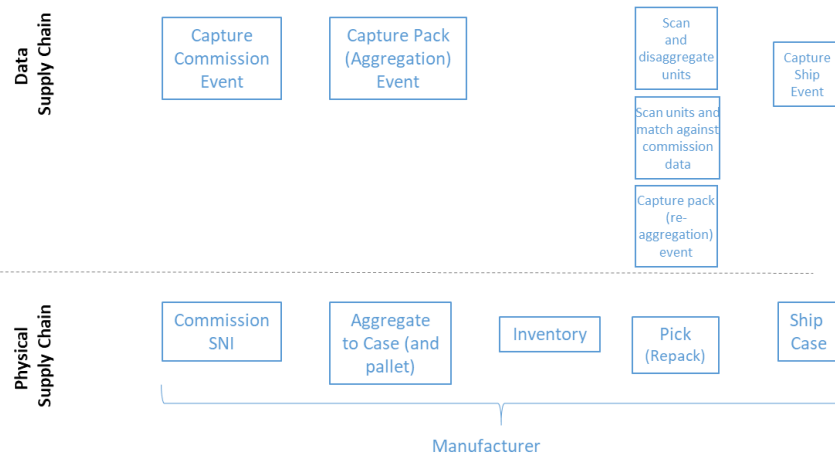 Data
Supply Chain
Capture
Commission
Event
Capture Pack
(Aggregation)
Event
Scan
and
disaggregate
units
Scan units and
match against
commission
data
Capture pack
(re-
aggregation)
event
Capture
Ship
Event
Physical
Supply Chain
Commission
SNI
Aggregate
to Case (and
pallet)
Inventory
Pick
(Repack)
Ship
Case
Manufacturer